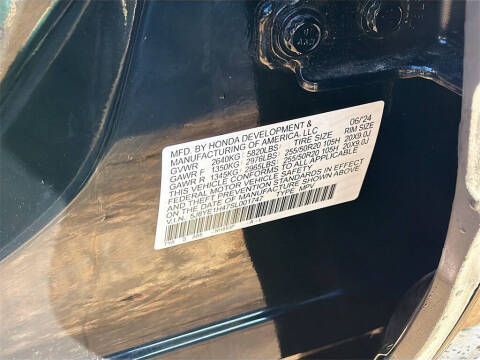 MFD. BY HONDA DEVELOPMENT & 06/24
MANUFACTURING OF AMERICA, LLC
GVWR 2640KG 5820LBS TIRE SIZE RIM SIZE
GAWR F 1350KG 2976LBS 255/50R20 105H 20X9.0J
GAWR R 1345KG 2965LBS 255/50R20 105H 20X9.0J
THIS VEHICLE CONFORMS TO ALL APPLICABLE
FEDERAL MOTOR VEHICLE SAFETY AND
THEFT PREVENTION STANDARDS IN EFFECT
ON THE DATE OF MANUFACTURE SHOWN ABOVE.
V.I.N. 5J8YE1H47SL001747 TYPE: MPV